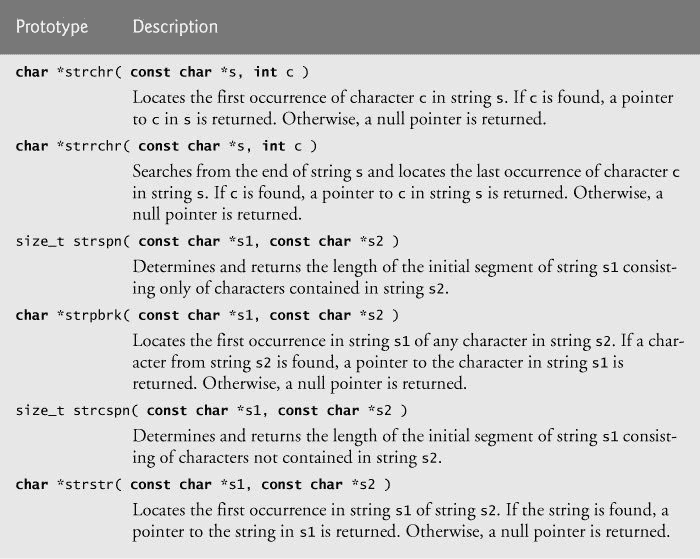 Prototype Description
char *strchr( const char *s, int c )
Locates the first occurrence of character c in string s. If c is found, a pointer
to c in s is returned. Otherwise, a null pointer is returned.
char *strrchr( const char *s, int c )
Searches from the end of string s and locates the last occurrence of character c
in string s. If c is found, a pointer to c in string s is returned. Otherwise, a
null pointer is returned.
size_t strspn( const char *s1, const char *s2 )
Determines and returns the length of the initial segment of string s1 consist-
ing only of characters contained in string s2.
char *strpbrk( const char *s1, const char *s2 )
Locates the first occurrence in string s1 of any character in string s2. If a char-
acter from string s2 is found, a pointer to the character in string s1 is
returned. Otherwise, a null pointer is returned.
size_t strcspn( const char *s1, const char *s2 )
Determines and returns the length of the initial segment of string s1 consist-
ing of characters not contained in string s2.
char *strstr( const char *s1, const char *s2 )
Locates the first occurrence in string s1 of string s2. If the string is found, a
pointer to the string in s1 is returned. Otherwise, a null pointer is returned.